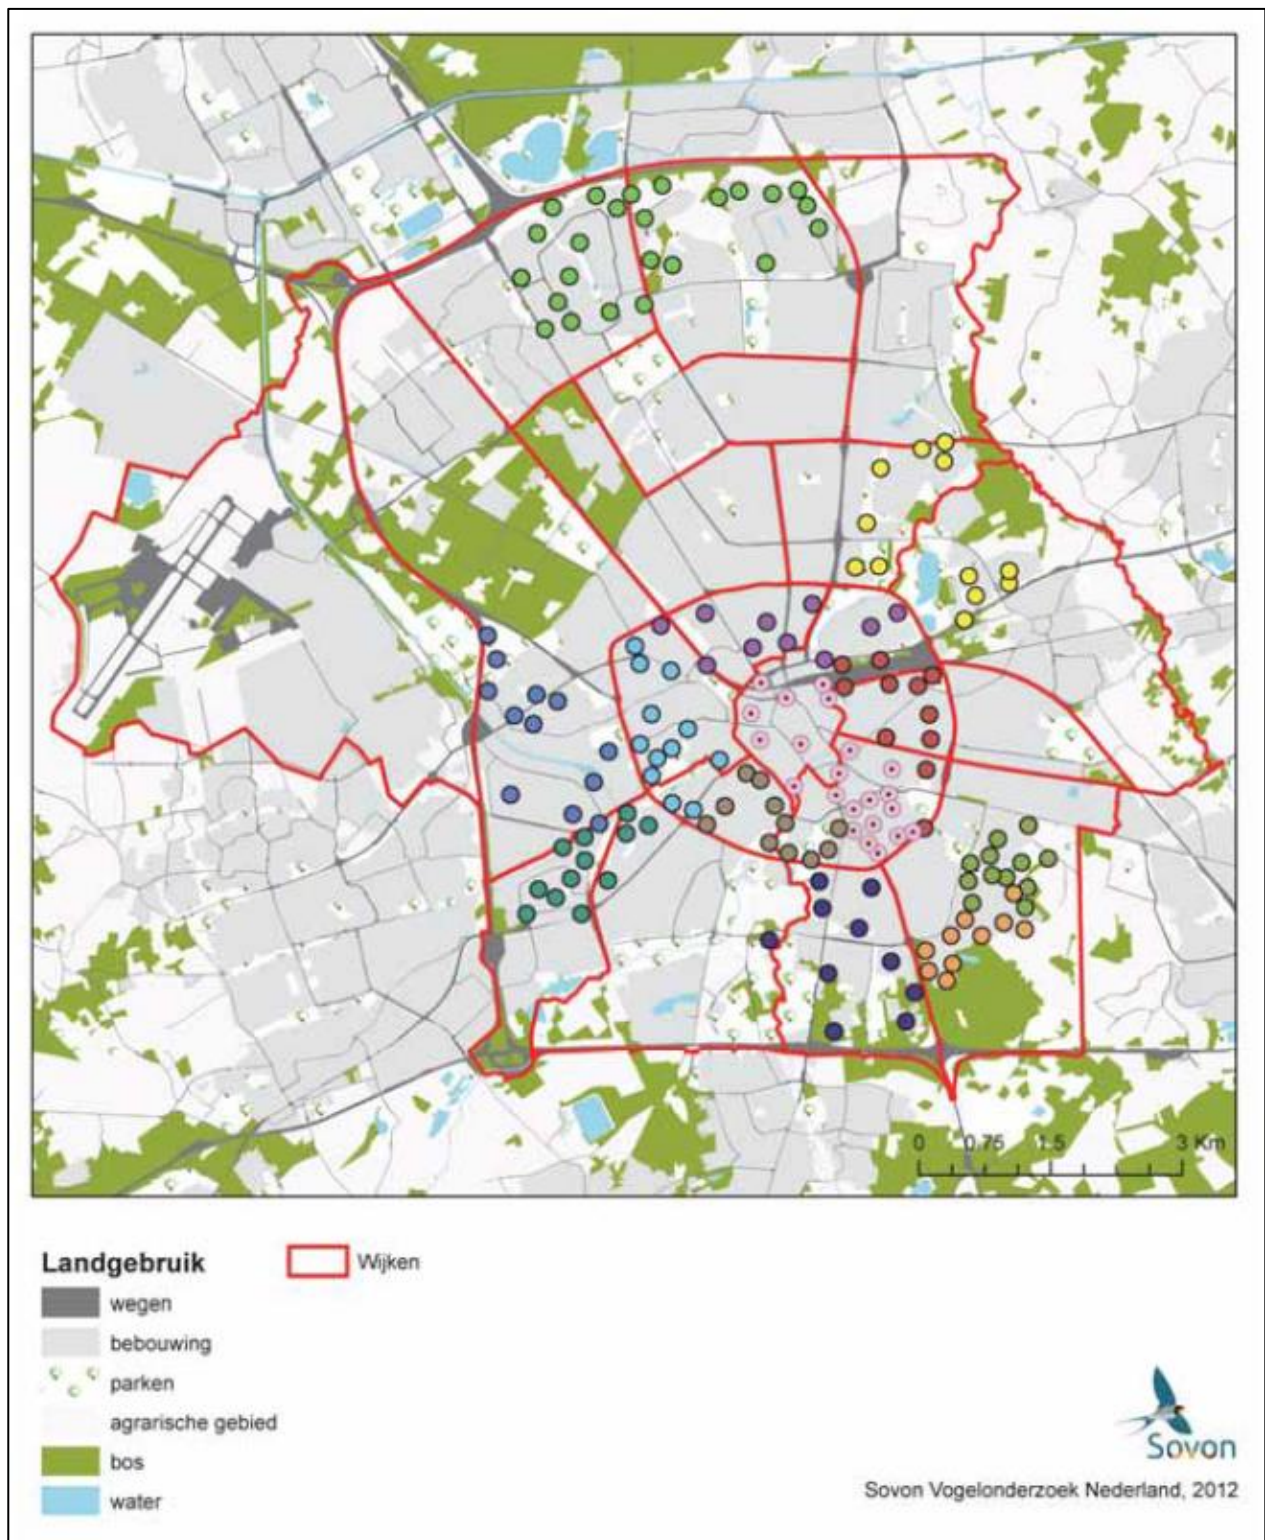 0 0.75 1.5 3 Km
Landgebruik
Wijken
wegen
bebouwing
parken
agrarische gebied
bos
water
Sovon
Sovon Vogelonderzoek Nederland, 2012